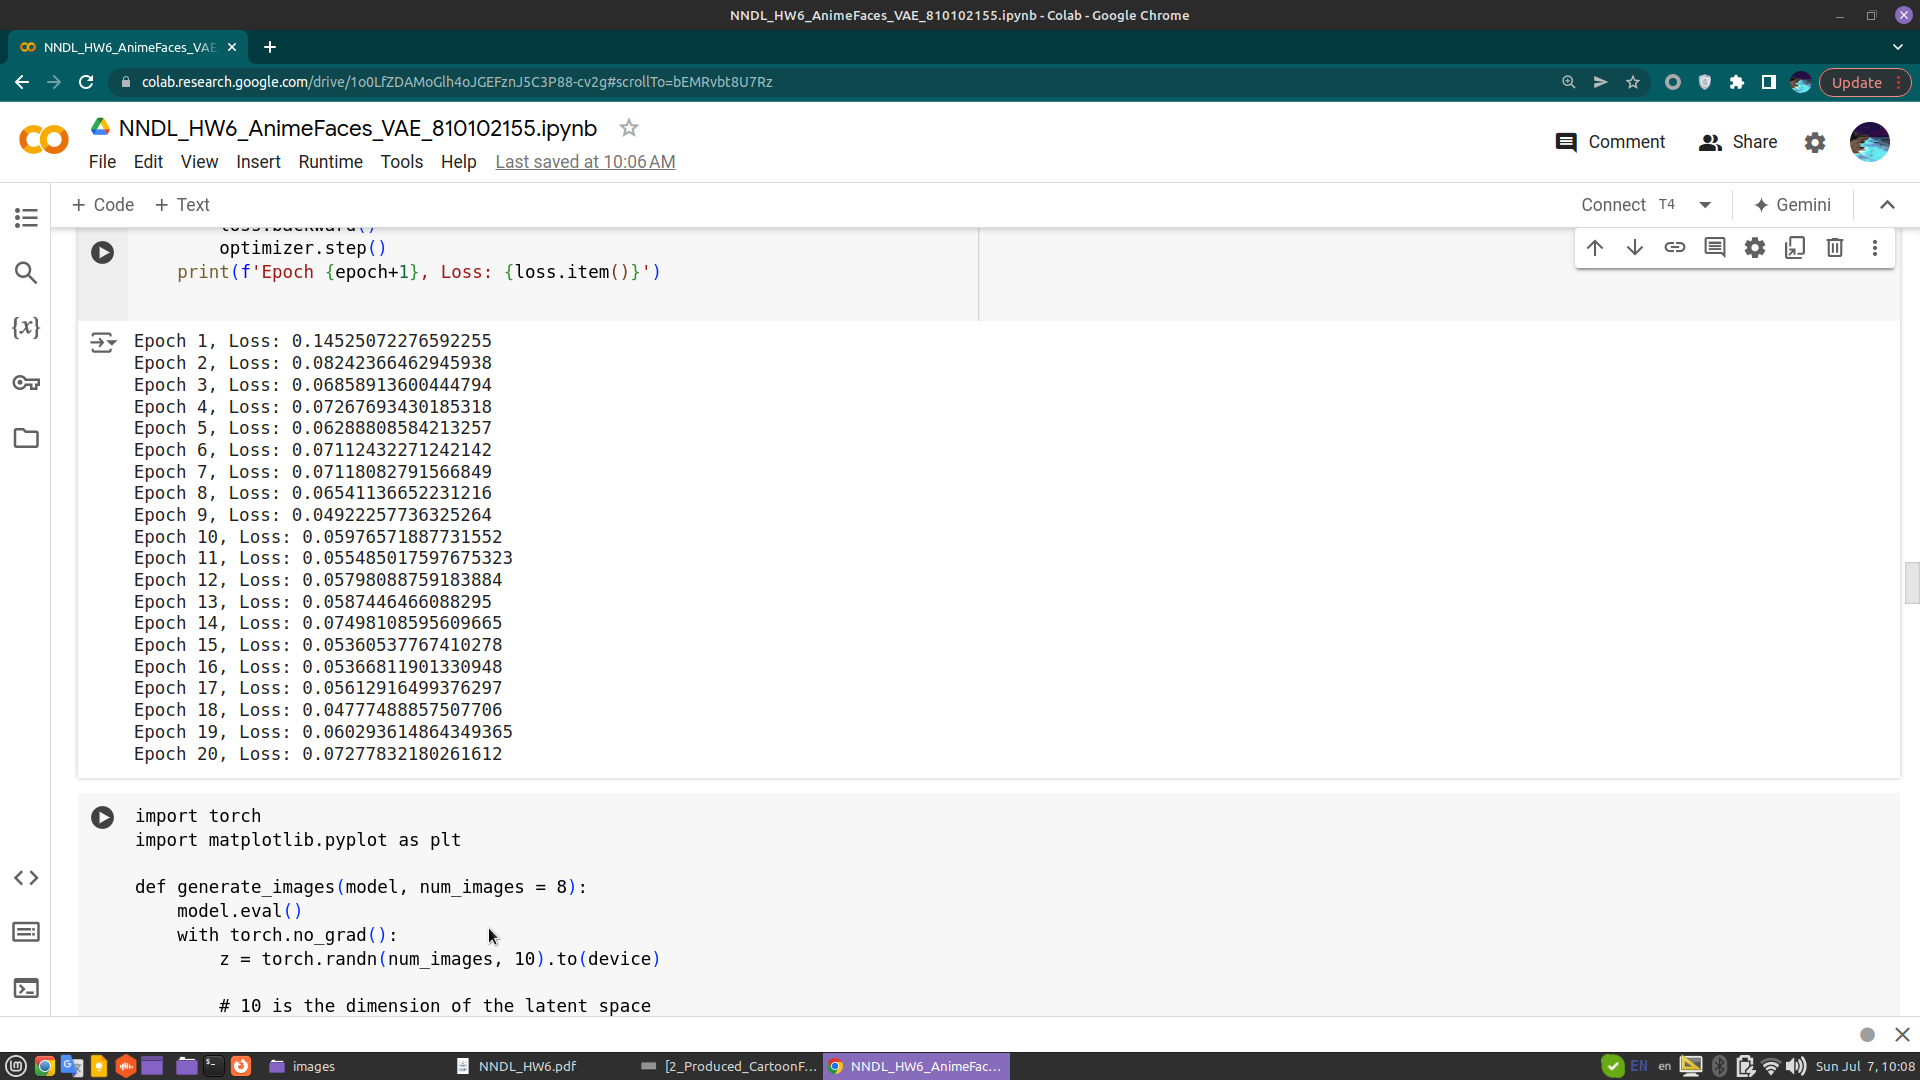 NNDL_HW6_AnimeFaces_VAE_810102155.ipynb - Colab - Google Chrome
NNDL_HW6_AnimeFaces_VAE
colab.research.google.com/drive/1o0LfZDAMoGlh4oJGEFznJ5C3P88-cv2g#scrollTo=bEMRvbt8U7Rz
Update
NNDL_HW6_AnimeFaces_VAE_810102155.ipynb
Comment
Share
File Edit View Insert Runtime Tools Help Last saved at 10:06 AM
+ Code + Text
Connect T4
Gemini
loss.backward()
optimizer.step()
print(f'Epoch {epoch+1}, Loss: {loss.item()}')
Epoch 1, Loss: 0.14525072276592255
Epoch 2, Loss: 0.08242366462945938
Epoch 3, Loss: 0.06858913600444794
Epoch 4, Loss: 0.07267693430185318
Epoch 5, Loss: 0.06288808584213257
Epoch 6, Loss: 0.07112432271242142
Epoch 7, Loss: 0.07118082791566849
Epoch 8, Loss: 0.06541136652231216
Epoch 9, Loss: 0.04922257736325264
Epoch 10, Loss: 0.05976571887731552
Epoch 11, Loss: 0.055485017597675323
Epoch 12, Loss: 0.05798088759183884
Epoch 13, Loss: 0.0587446466088295
Epoch 14, Loss: 0.07498108595609665
Epoch 15, Loss: 0.05360537767410278
Epoch 16, Loss: 0.05366811901330948
Epoch 17, Loss: 0.05612916499376297
Epoch 18, Loss: 0.04777488857507706
Epoch 19, Loss: 0.060293614864349365
Epoch 20, Loss: 0.07277832180261612
import torch
import matplotlib.pyplot as plt
def generate_images(model, num_images = 8):
model.eval()
with torch.no_grad():
z = torch.randn(num_images, 10).to(device)
# 10 is the dimension of the latent space
images
NNDL_HW6.pdf
[2_Produced_CartoonF...
NNDL_HW6_AnimeFac...
EN
en
Sun Jul 7, 10:08